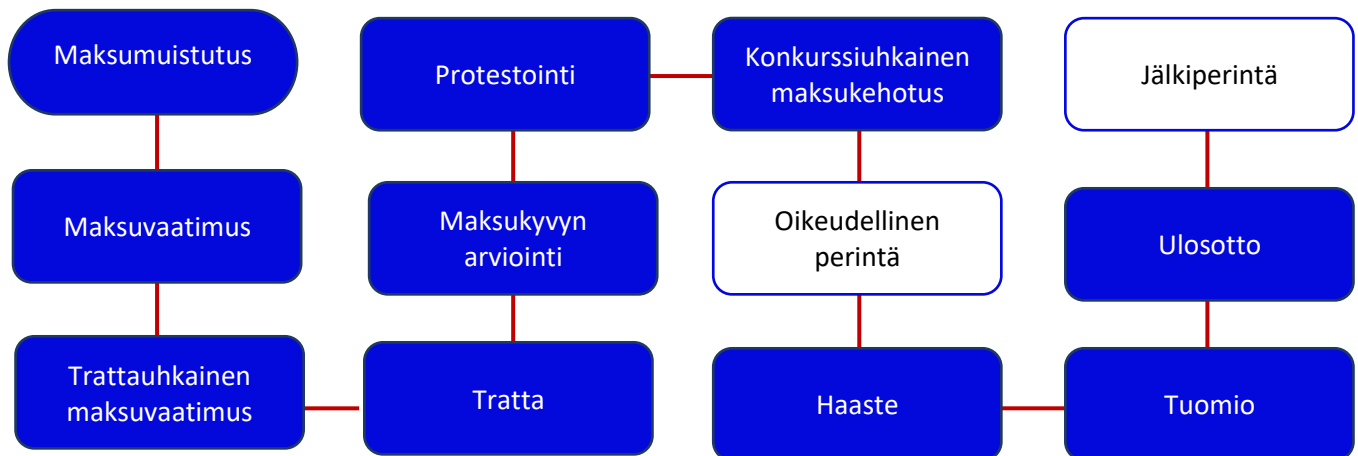 Maksumuistutus
Maksuvaatimus
Trattauhkainen
maksuvaatimus
Tratta
Maksukyvyn
arviointi
Protestointi
Konkurssiuhkainen
maksukehotus
Oikeudellinen
perintä
Haaste
Tuomio
Ulosotto
Jälkiperintä